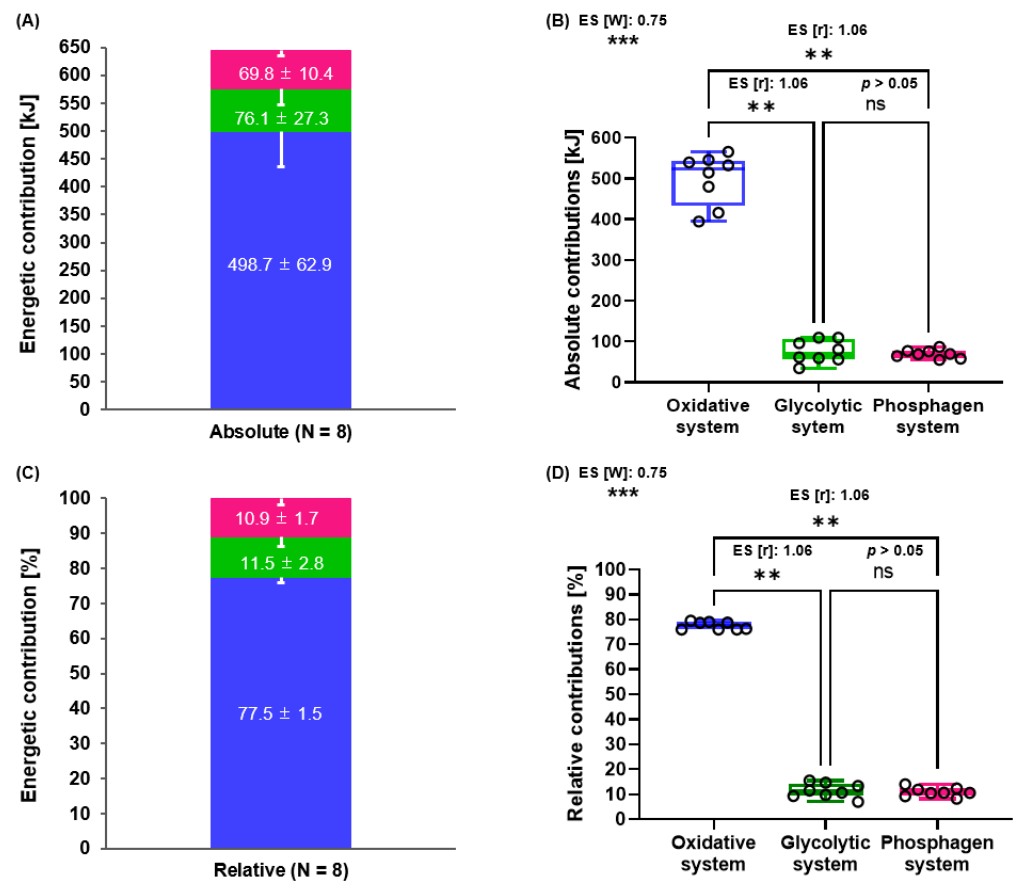 (A)
650
600
550
500
450
400
350
300
250
200
150
100
50
0
Energetic contribution [kJ]
69.8 ± 10.4
76.1 ± 27.3
498.7 ± 62.9
Absolute (N = 8)
(B)
ES [W]: 0.75
***
ES [r]: 1.06
**
ES [r]: 1.06
**
p > 0.05
ns
600
500
400
300
200
100
0
Absolute contributions [kJ]
Oxidative system
Glycolytic sytem
Phosphagen system
(C)
100
90
80
70
60
50
40
30
20
10
0
Energetic contribution [%]
10.9 ± 1.7
11.5 ± 2.8
77.5 ± 1.5
Relative (N = 8)
(D)
ES [W]: 0.75
***
ES [r]: 1.06
**
ES [r]: 1.06
**
p > 0.05
ns
100
90
80
70
60
50
40
30
20
10
0
Relative contributions [%]
Oxidative system
Glycolytic system
Phosphagen system